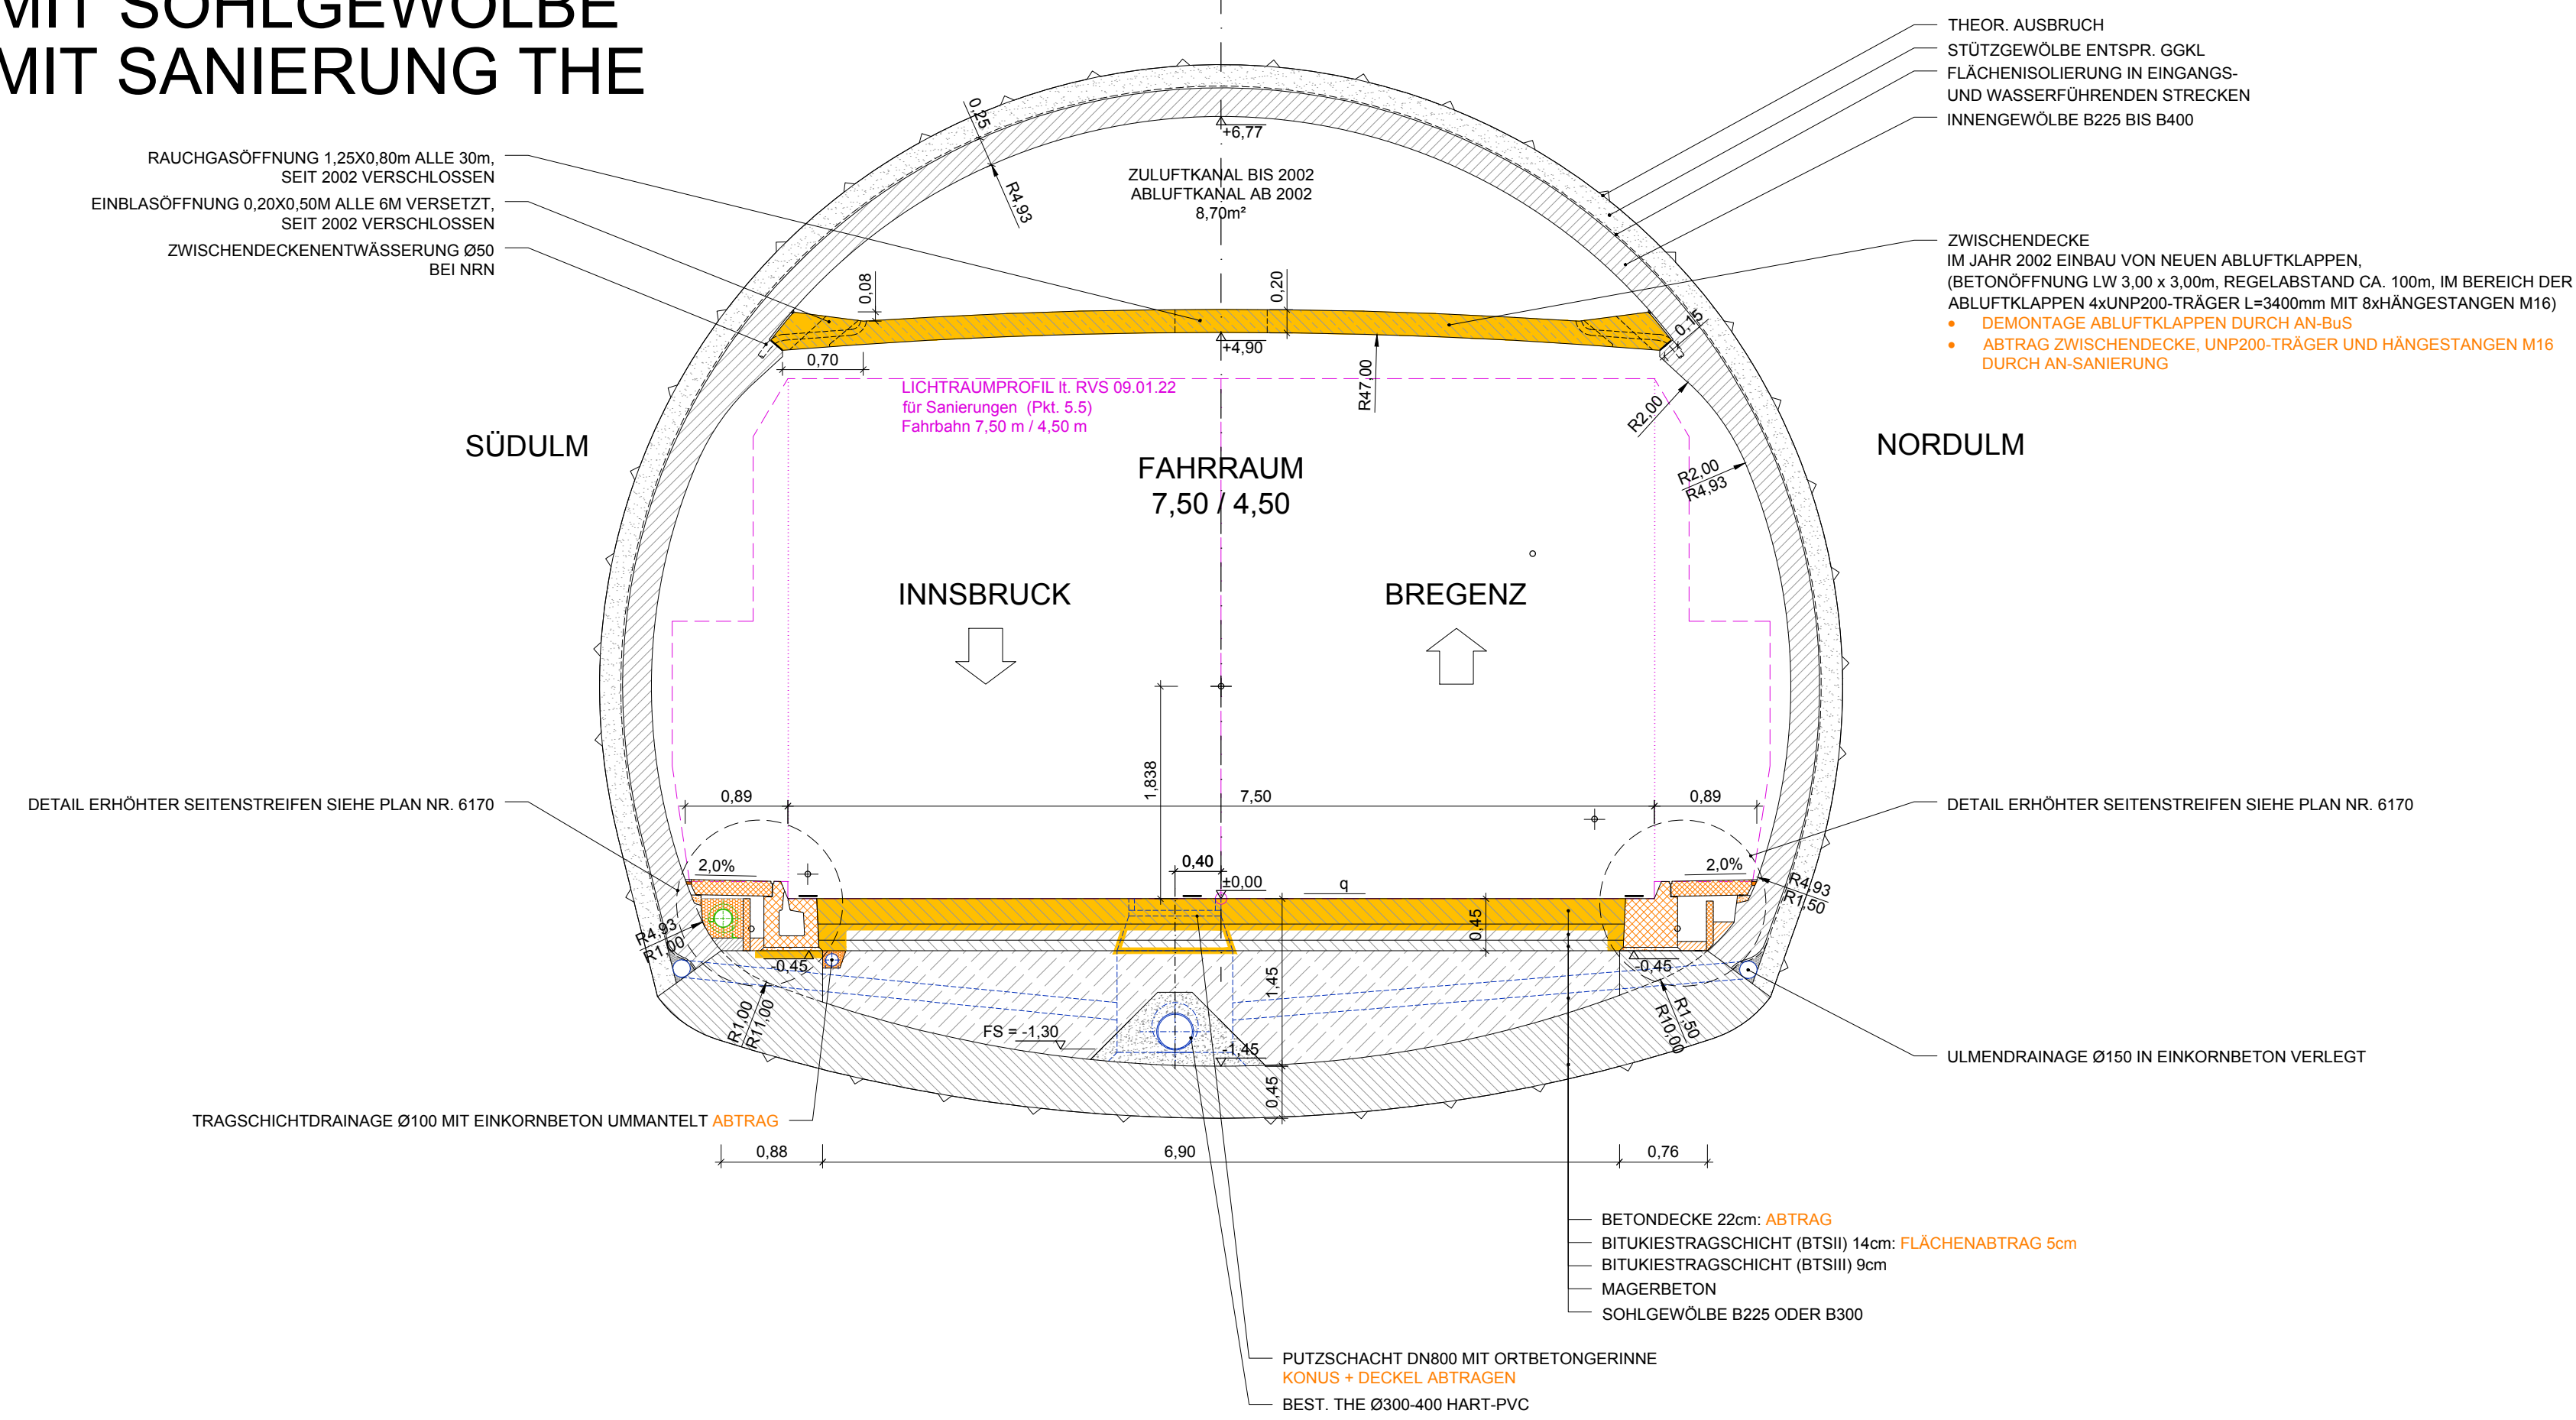 MIT SOHLGEWÖLBE
MIT SANIERUNG THE
RAUCHGASÖFFNUNG 1,25X0,80m ALLE 30m,
SEIT 2002 VERSCHLOSSEN
EINBLASÖFFNUNG 0,20X0,50M ALLE 6M VERSETZT,
SEIT 2002 VERSCHLOSSEN
ZWISCHENDECKENENTWÄSSERUNG Ø50
BEI NRN
THEOR. AUSBRUCH
STÜTZGEWÖLBE ENTSPR. GGKL
FLÄCHENISOLIERUNG IN EINGANGS-
UND WASSERFÜHRENDEN STRECKEN
INNENGEWÖLBE B225 BIS B400
ZWISCHENDECKE
IM JAHR 2002 EINBAU VON NEUEN ABLUFTKLAPPEN,
(BETONÖFFNUNG LW 3,00 x 3,00m, REGELABSTAND CA. 100m, IM BEREICH DER
ABLUFTKLAPPEN 4xUNP200-TRÄGER L=3400mm MIT 8xHÄNGESTANGEN M16)
• DEMONTAGE ABLUFTKLAPPEN DURCH AN-BuS
• ABTRAG ZWISCHENDECKE, UNP200-TRÄGER UND HÄNGESTANGEN M16
DURCH AN-SANIERUNG
0,25
+6,77
R4,93
ZULUFTKANAL BIS 2002
ABLUFTKANAL AB 2002
8,70m²
0,08
0,20
0,15
0,70
+4,90
R47,00
R2,00
LICHTRAUMPROFIL lt. RVS 09.01.22
für Sanierungen (Pkt. 5.5)
Fahrbahn 7,50 m / 4,50 m
SÜDULM
NORDULM
FAHRRAUM
7,50 / 4,50
R2,00
R4,93
INNSBRUCK
BREGENZ
1,838
DETAIL ERHÖHTER SEITENSTREIFEN SIEHE PLAN NR. 6170
0,89
7,50
0,89
DETAIL ERHÖHTER SEITENSTREIFEN SIEHE PLAN NR. 6170
2,0%
0,40
±0,00
q
2,0%
R4,93
R1,50
R4,93
R1,00
0,45
-0,45
-0,45
1,45
R1,00
R11,00
FS = -1,30
-1,45
R1,50
R10,00
0,45
ULMENDRAINAGE Ø150 IN EINKORNBETON VERLEGT
TRAGSCHICHTDRAINAGE Ø100 MIT EINKORNBETON UMMANTELT ABTRAG
0,88
6,90
0,76
BETONDECKE 22cm: ABTRAG
BITUKIESTRAGSCHICHT (BTSII) 14cm: FLÄCHENABTRAG 5cm
BITUKIESTRAGSCHICHT (BTSIII) 9cm
MAGERBETON
SOHLGEWÖLBE B225 ODER B300
PUTZSCHACHT DN800 MIT ORTBETONGERINNE
KONUS + DECKEL ABTRAGEN
BEST. THE Ø300-400 HART-PVC